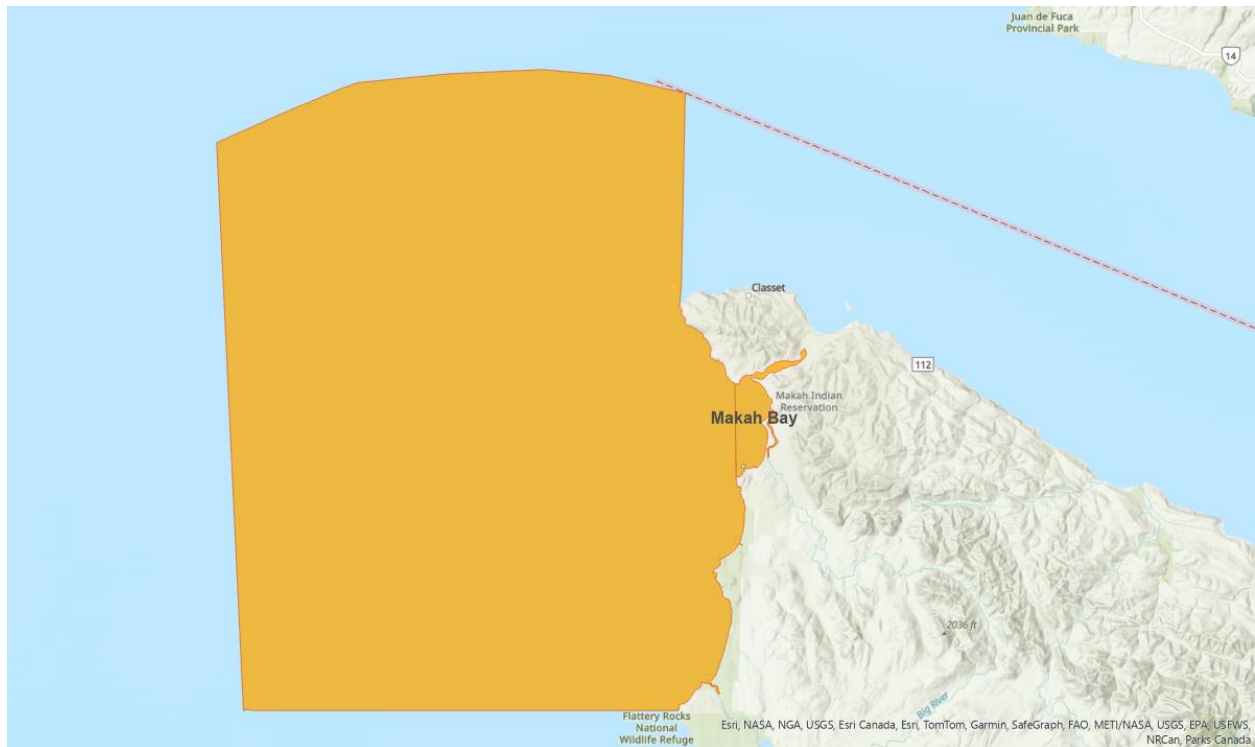 Juan de Fuca
Provincial Park
14
Classet
112
Makah Indian
Reservation
Makah Bay
2036 ft
Big River
Flattery Rocks
National
Wildlife Refuge
Esri, NASA, NGA, USGS, Esri Canada, Esri, TomTom, Garmin, SafeGraph, FAO, METI/NASA, USGS, EPA, USFWS,
NRCan, Parks Canada